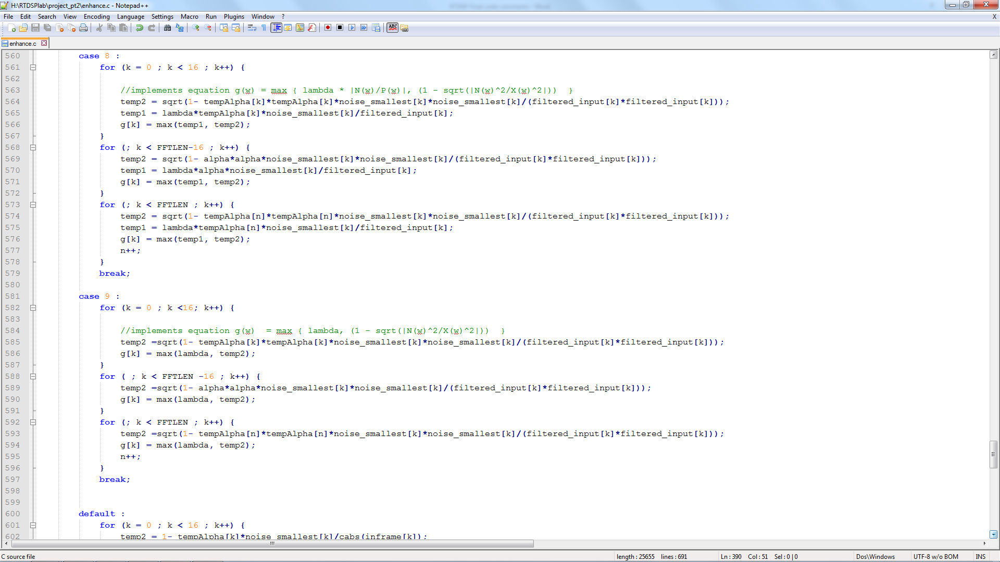 H:\RTDSPlab\project_pt2\enhance.c - Notepad++
File Edit Search View Encoding Language Settings Macro Run Plugins Window ? X
enhance.c
560 case 8 :
561 for (k = 0 ; k < 16 ; k++) {
562
563 //implements equation g(w) = max { lambda * |N(w)/P(w)|, (1 - sqrt(|N(w)^2/X(w)^2|)) }
564 temp2 = sqrt(1- tempAlpha[k]*tempAlpha[k]*noise_smallest[k]*noise_smallest[k]/(filtered_input[k]*filtered_input[k]));
565 temp1 = lambda*tempAlpha[k]*noise_smallest[k]/filtered_input[k];
566 g[k] = max(temp1, temp2);
567 }
568 for (; k < FFTLEN-16 ; k++) {
569 temp2 = sqrt(1- alpha*alpha*noise_smallest[k]*noise_smallest[k]/(filtered_input[k]*filtered_input[k]));
570 temp1 = lambda*alpha*noise_smallest[k]/filtered_input[k];
571 g[k] = max(temp1, temp2);
572 }
573 for (; k < FFTLEN ; k++) {
574 temp2 = sqrt(1- tempAlpha[n]*tempAlpha[n]*noise_smallest[k]*noise_smallest[k]/(filtered_input[k]*filtered_input[k]));
575 temp1 = lambda*tempAlpha[n]*noise_smallest[k]/filtered_input[k];
576 g[k] = max(temp1, temp2);
577 n++;
578 }
579 break;
580
581 case 9 :
582 for (k = 0 ; k <16; k++) {
583
584 //implements equation g(w)  = max { lambda, (1 - sqrt(|N(w)^2/X(w)^2|)) }
585 temp2 =sqrt(1- tempAlpha[k]*tempAlpha[k]*noise_smallest[k]*noise_smallest[k]/(filtered_input[k]*filtered_input[k]));
586 g[k] = max(lambda, temp2);
587 }
588 for ( ; k < FFTLEN -16 ; k++) {
589 temp2 =sqrt(1- alpha*alpha*noise_smallest[k]*noise_smallest[k]/(filtered_input[k]*filtered_input[k]));
590 g[k] = max(lambda, temp2);
591 }
592 for (; k < FFTLEN ; k++) {
593 temp2 =sqrt(1- tempAlpha[n]*tempAlpha[n]*noise_smallest[k]*noise_smallest[k]/(filtered_input[k]*filtered_input[k]));
594 g[k] = max(lambda, temp2);
595 n++;
596 }
597 break;
598
599
600 default :
601 for (k = 0 ; k < 16 ; k++) {
602 temp2 = 1- tempAlpha[k]*noise_smallest[k]/cabs(inframe[k]);
C source file length : 25655 lines : 691 Ln : 390 Col : 51 Sel : 0 | 0 Dos\Windows UTF-8 w/o BOM INS